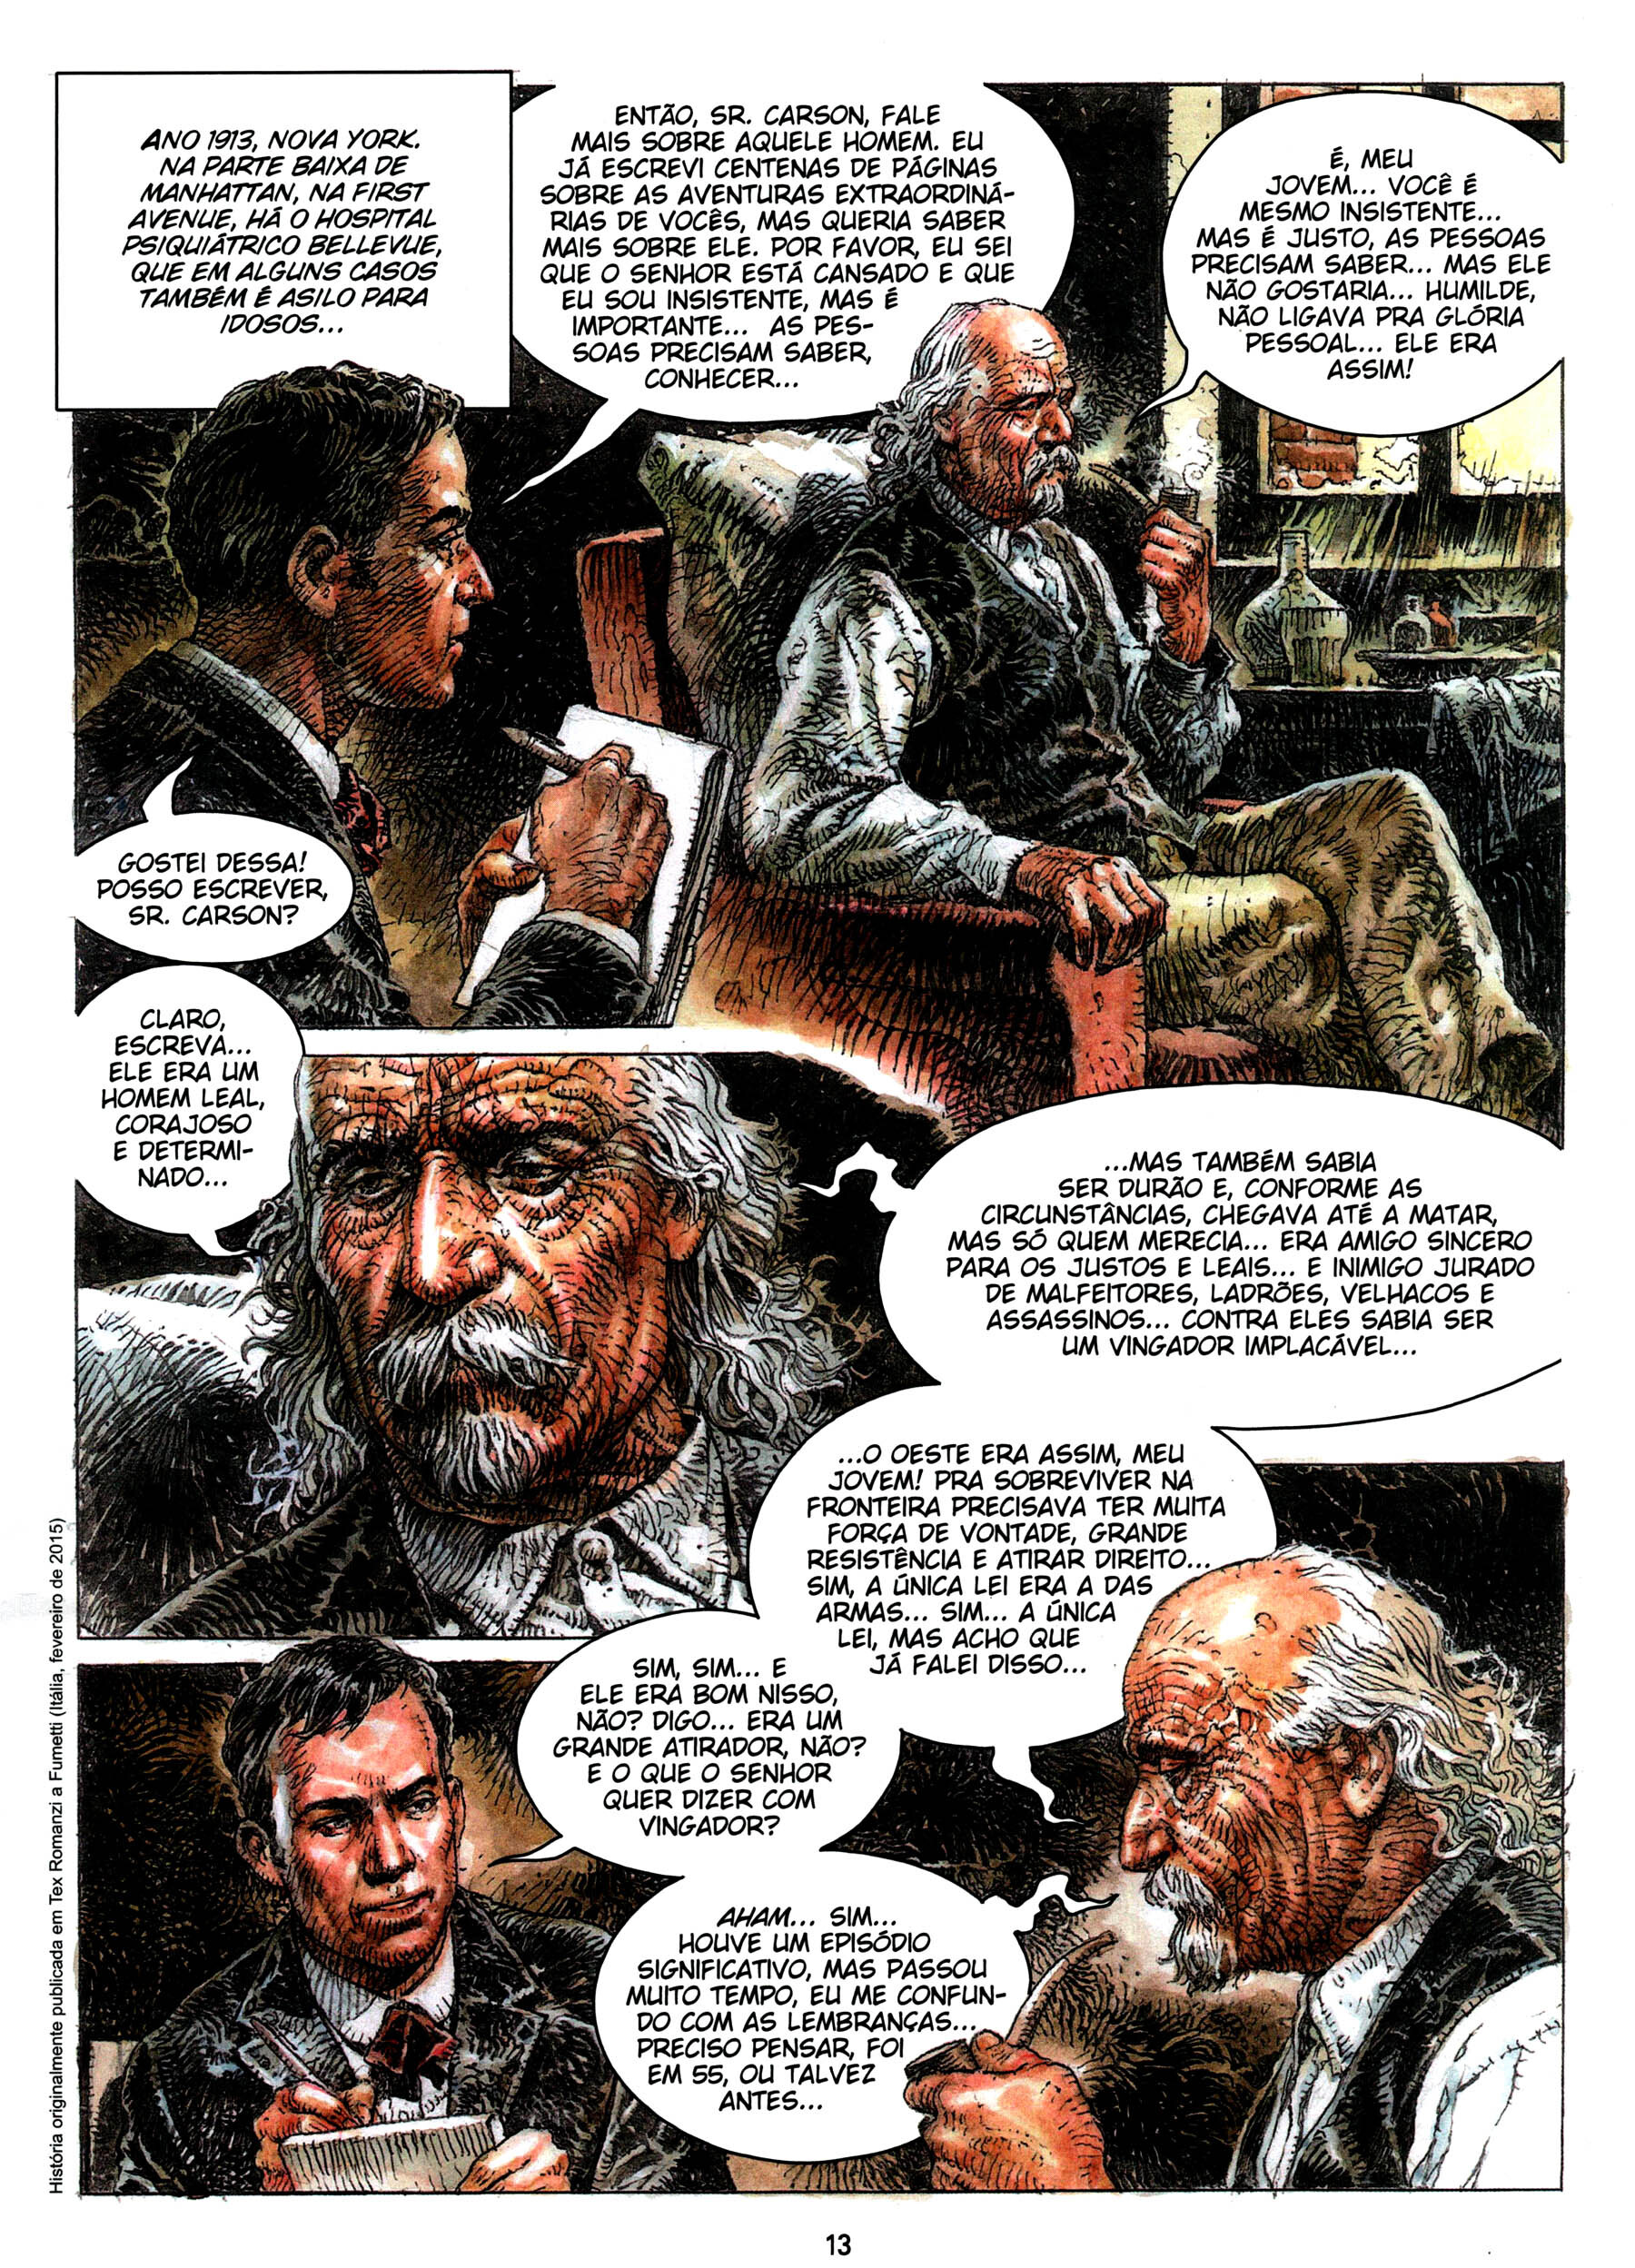 ANO 1913, NOVA YORK.
NA PARTE BAIXA DE
MANHATTAN, NA FIRST
AVENUE, HÁ O HOSPITAL
PSIQUIÁTRICO BELLEVUE,
QUE EM ALGUNS CASOS
TAMBÉM É ASILO PARA
IDOSOS...
ENTÃO, SR. CARSON, FALE
MAIS SOBRE AQUELE HOMEM. EU
JÁ ESCREVI CENTENAS DE PÁGINAS
SOBRE AS AVENTURAS EXTRAORDINÁ-
RIAS DE VOCÊS, MAS QUERIA SABER
MAIS SOBRE ELE. POR FAVOR, EU SEI
QUE O SENHOR ESTÁ CANSADO E QUE
EU SOU INSISTENTE, MAS É
IMPORTANTE... AS PES-
SOAS PRECISAM SABER,
CONHECER...
É, MEU
JOVEM... VOCÊ É
MESMO INSISTENTE...
MAS É JUSTO, AS PESSOAS
PRECISAM SABER... MAS ELE
NÃO GOSTARIA... HUMILDE,
NÃO LIGAVA PRA GLÓRIA
PESSOAL... ELE ERA
ASSIM!
GOSTEI DESSA!
POSSO ESCREVER,
SR. CARSON?
CLARO,
ESCREVA...
ELE ERA UM
HOMEM LEAL,
CORAJOSO
E DETERMI-
NADO...
...MAS TAMBÉM SABIA
SER DURÃO E, CONFORME AS
CIRCUNSTÂNCIAS, CHEGAVA ATÉ A MATAR,
MAS SÓ QUEM MERECIA... ERA AMIGO SINCERO
PARA OS JUSTOS E LEAIS... E INIMIGO JURADO
DE MALFEITORES, LADRÕES, VELHACOS E
ASSASSINOS... CONTRA ELES SABIA SER
UM VINGADOR IMPLACÁVEL...
...O OESTE ERA ASSIM, MEU
JOVEM! PRA SOBREVIVER NA
FRONTEIRA PRECISAVA TER MUITA
FORÇA DE VONTADE, GRANDE
RESISTÊNCIA E ATIRAR DIREITO...
SIM, A ÚNICA LEI ERA A DAS
ARMAS... SIM... A ÚNICA
LEI, MAS ACHO QUE
JÁ FALEI DISSO...
SIM, SIM... E
ELE ERA BOM NISSO,
NÃO? DIGO... ERA UM
GRANDE ATIRADOR, NÃO?
E O QUE O SENHOR
QUER DIZER COM
VINGADOR?
AHAM... SIM...
HOUVE UM EPISÓDIO
SIGNIFICATIVO, MAS PASSOU
MUITO TEMPO, EU ME CONFUN-
DO COM AS LEMBRANÇAS...
PRECISO PENSAR, FOI
EM 55, OU TALVEZ
ANTES...
História originalmente publicada em Tex Romanzi a Fumetti (Itália, fevereiro de 2015)
13